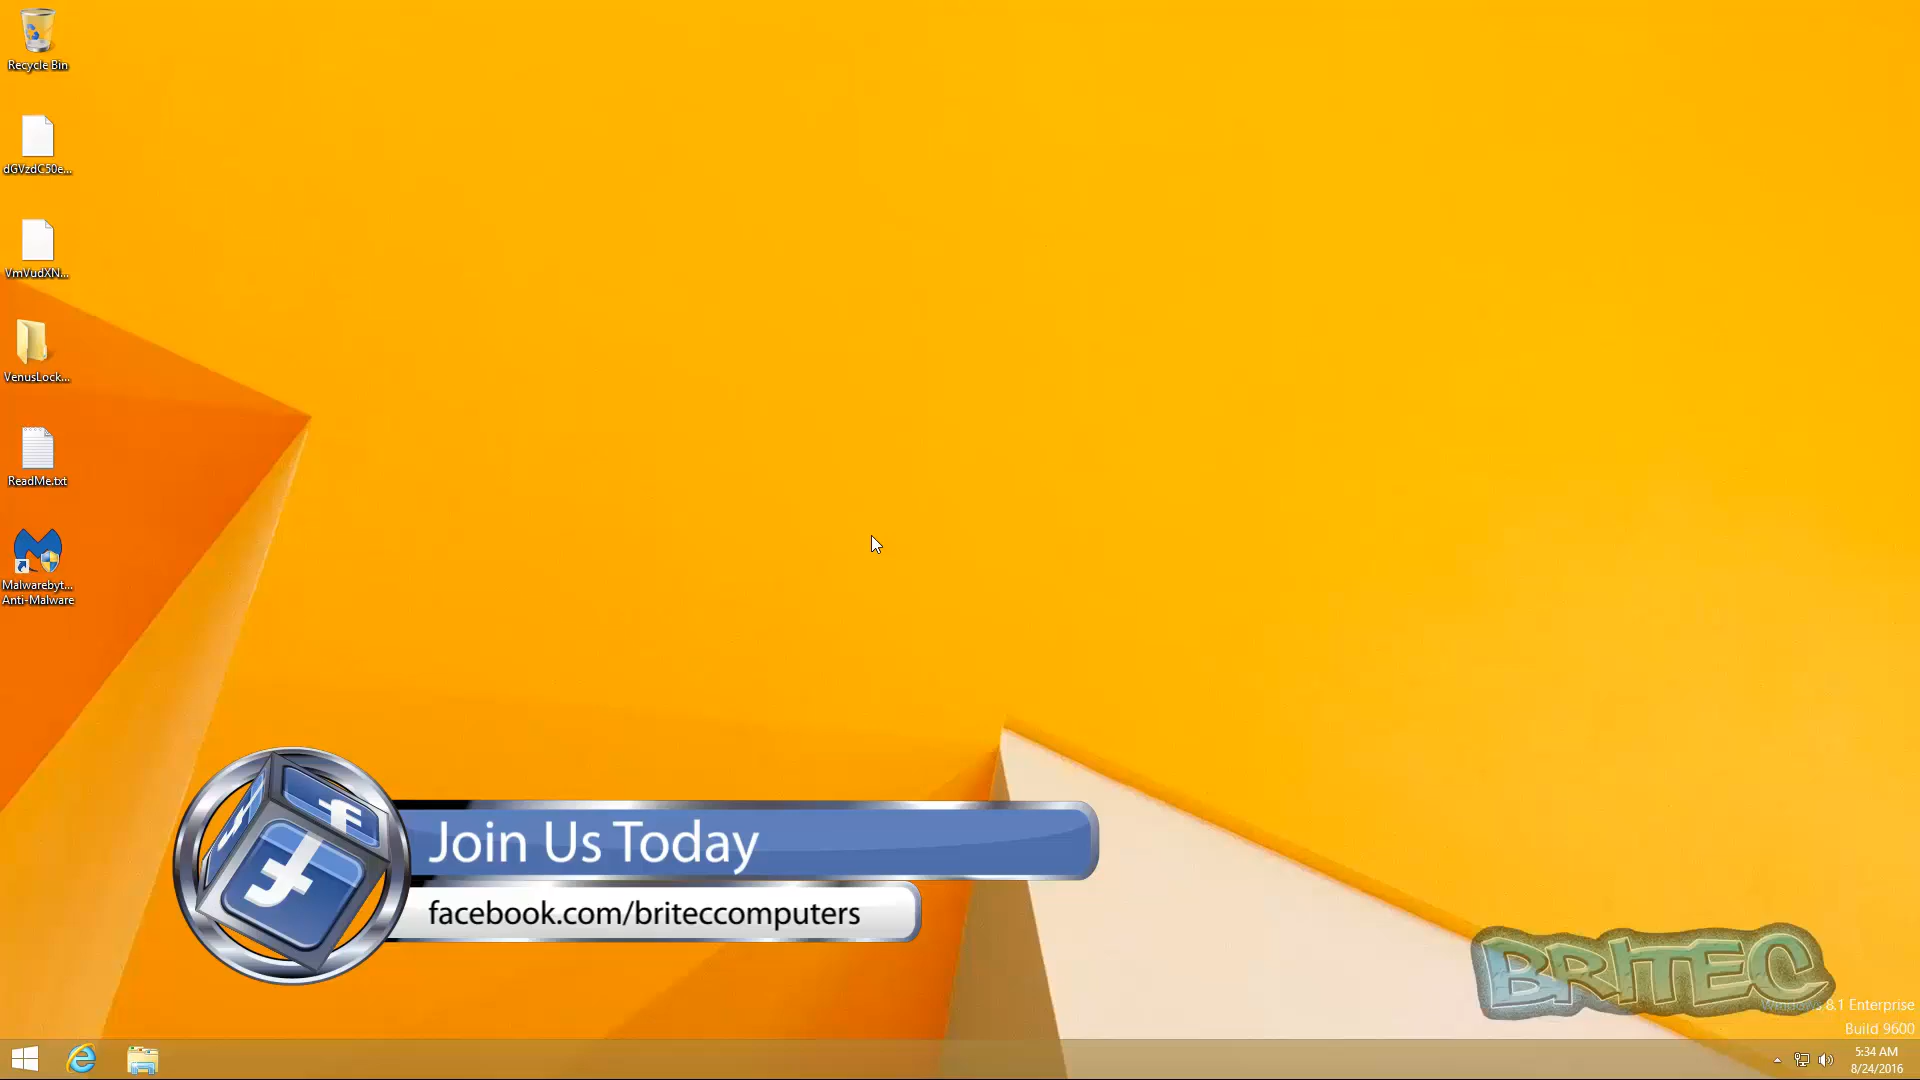 Recycle Bin
dGVzdC50e...
VmVudXN...
VenusLock...
ReadMe.txt
Malwarebyt...
Anti-Malware
Join Us Today
facebook.com/briteccomputers
BRITEC
Windows 8.1 Enterprise
Build 9600
5:34 AM
8/24/2016